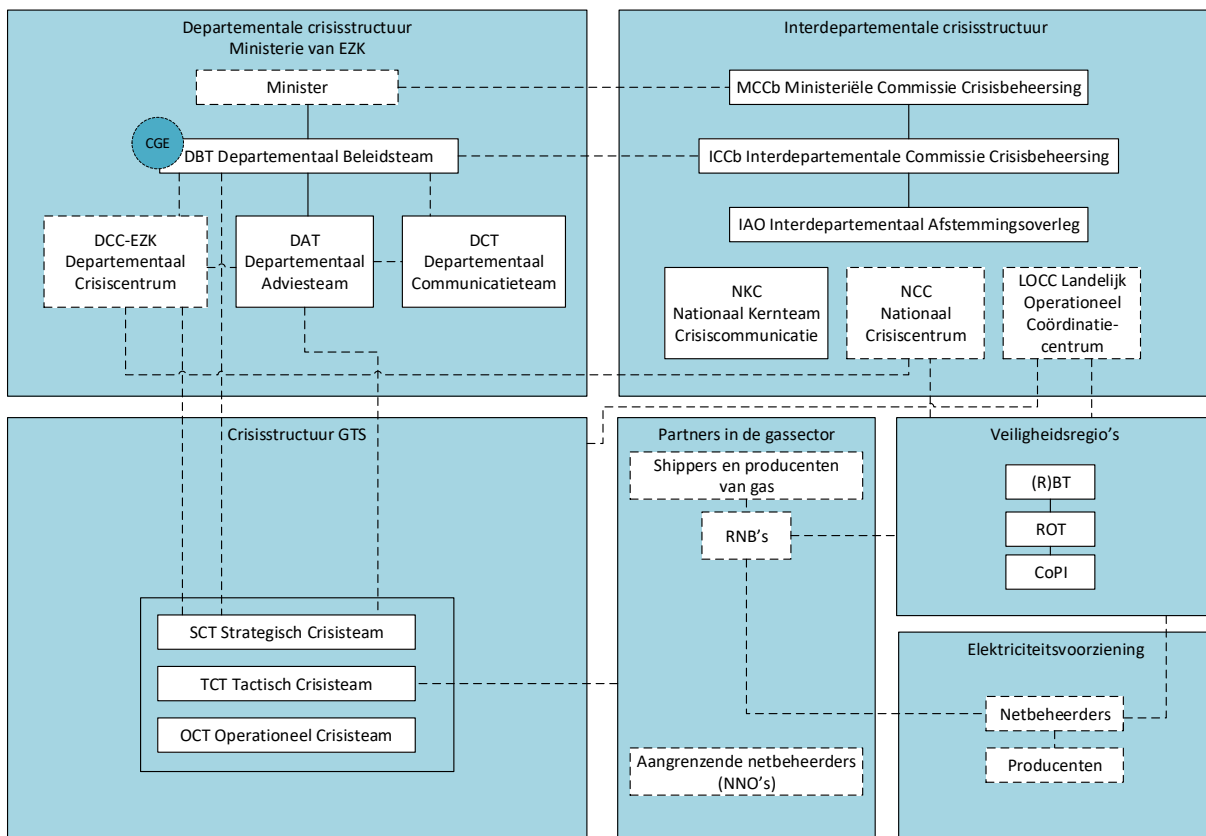 Departementale crisisstructuur
Ministerie van EZK
Minister
CGE
DBT Departementaal Beleidsteam
DCC-EZK
Departementaal
Crisiscentrum
DAT
Departementaal
Adviesteam
DCT
Departementaal
Communicatieteam
Interdepartementale crisisstructuur
MCCb Ministeriële Commissie Crisisbeheersing
ICCb Interdepartementale Commissie Crisisbeheersing
IAO Interdepartementaal Afstemmingsoverleg
NKC
Nationaal Kernteam
Crisiscommunicatie
NCC
Nationaal
Crisiscentrum
LOCC Landelijk
Operationeel
Coördinatie-
centrum
Crisisstructuur GTS
SCT Strategisch Crisisteam
TCT Tactisch Crisisteam
OCT Operationeel Crisisteam
Partners in de gassector
Shippers en producenten
van gas
RNB’s
Aangrenzende netbeheerders
(NNO’s)
Veiligheidsregio’s
(R)BT
ROT
CoPI
Elektriciteitsvoorziening
Netbeheerders
Producenten